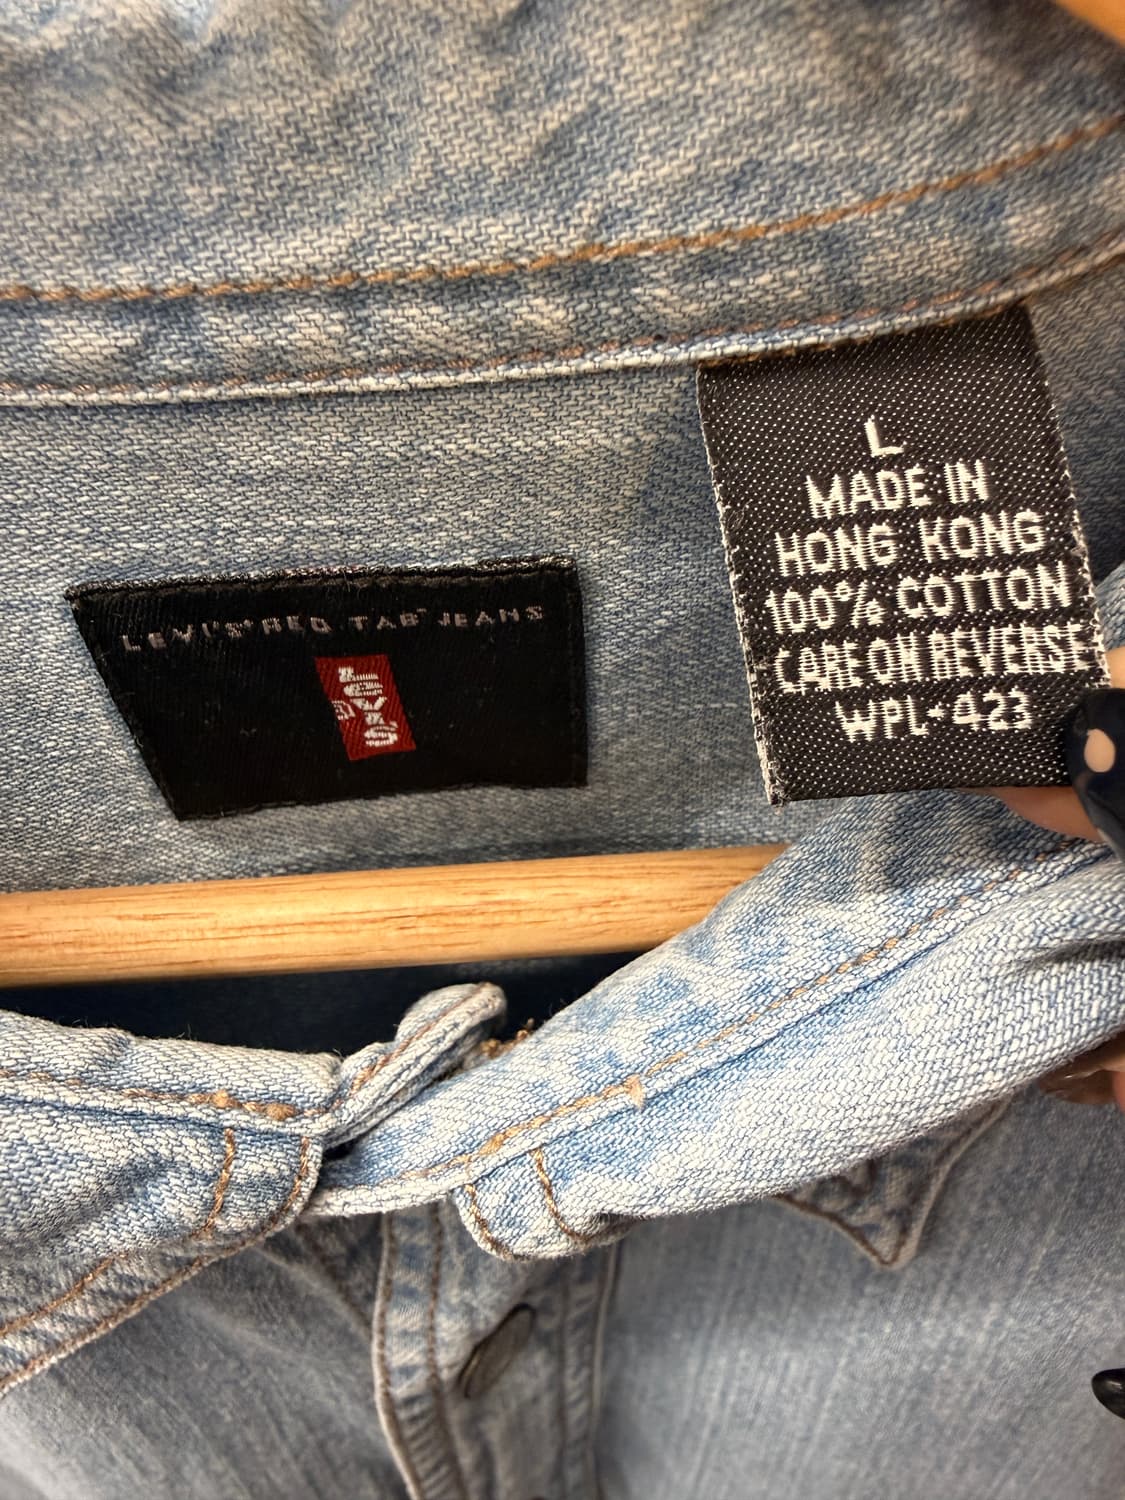 LEVI'S® RED TAB™ JEANS
LEVI'S
®
L
MADE IN
HONG KONG
100% COTTON
CARE ON REVERSE
WPL-423